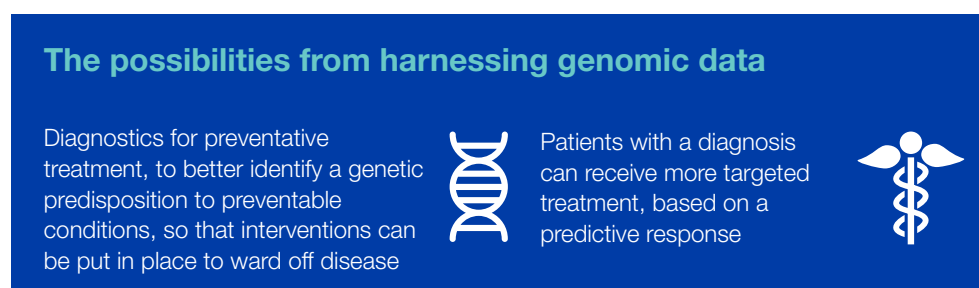 The possibilities from harnessing genomic data
Diagnostics for preventative
treatment, to better identify a genetic
predisposition to preventable
conditions, so that interventions can
be put in place to ward off disease
Patients with a diagnosis
can receive more targeted
treatment, based on a
predictive response